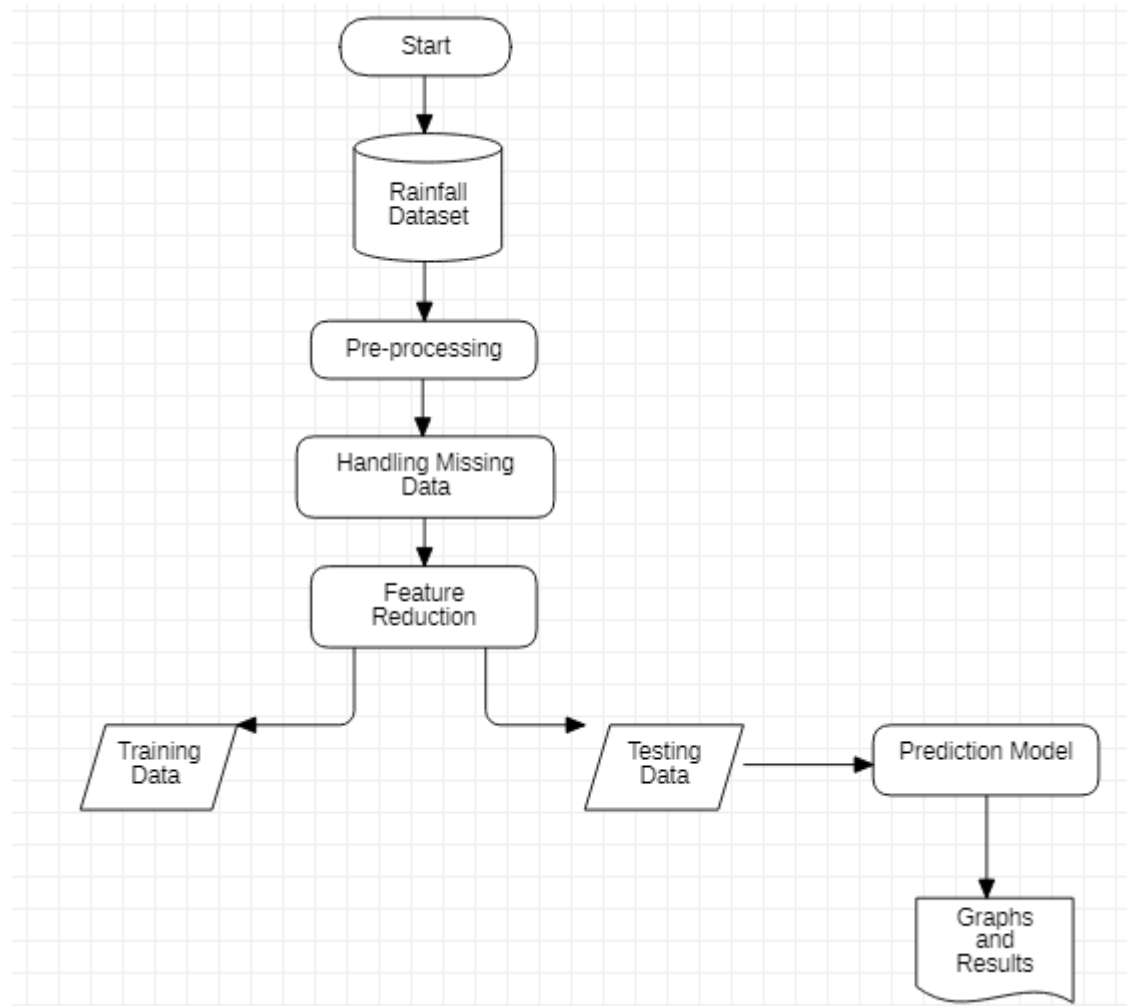 Start
Rainfall
Dataset
Pre-processing
Handling Missing
Data
Feature
Reduction
Training
Data
Testing
Data
Prediction Model
Graphs
and
Results